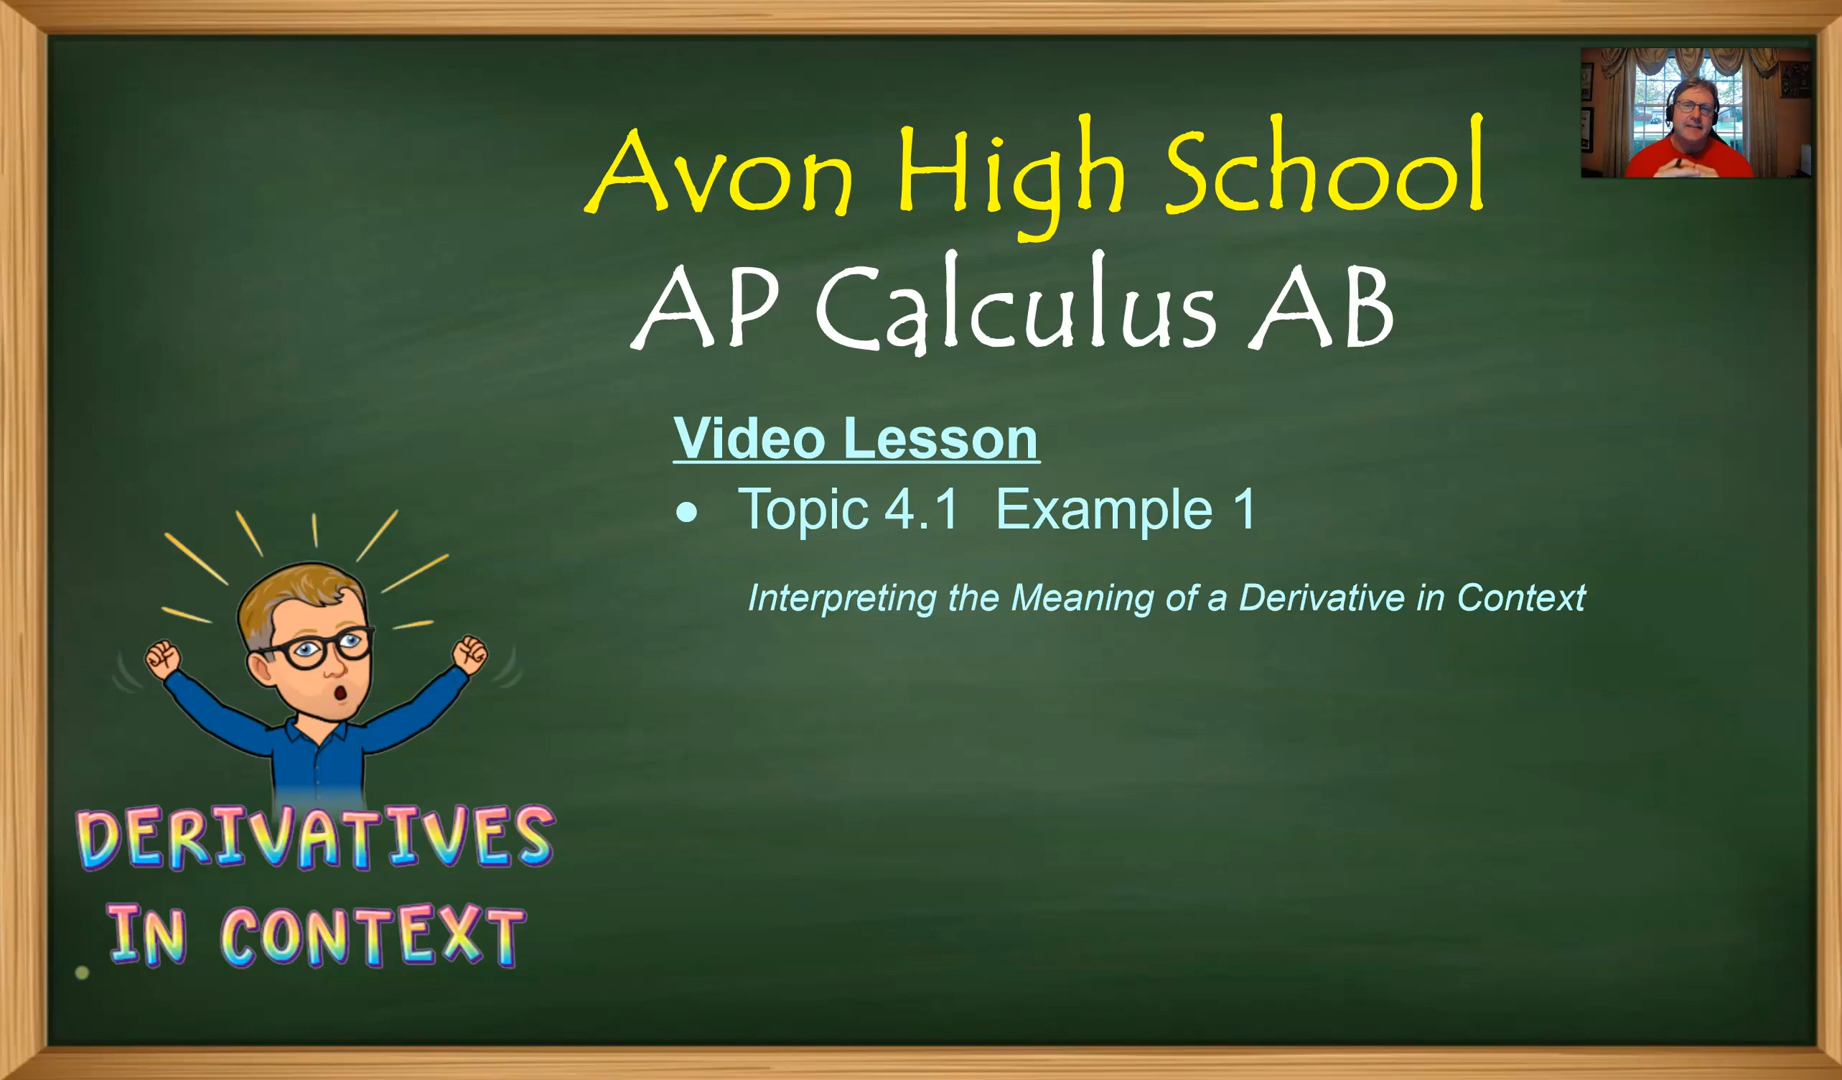 Avon High School
AP Calculus AB
Video Lesson
• Topic 4.1 Example 1
Interpreting the Meaning of a Derivative in Context
DERIVATIVES
IN CONTEXT